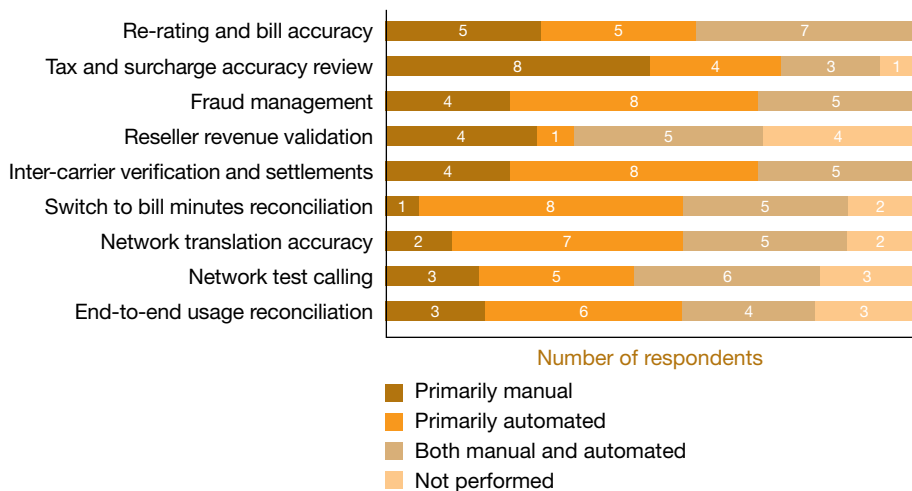 Re-rating and bill accuracy 5 5 7
Tax and surcharge accuracy review 8 4 3 1
Fraud management 4 8 5
Reseller revenue validation 4 1 5 4
Inter-carrier verification and settlements 4 8 5
Switch to bill minutes reconciliation 1 8 5 2
Network translation accuracy 2 7 5 2
Network test calling 3 5 6 3
End-to-end usage reconciliation 3 6 4 3
Number of respondents
Primarily manual
Primarily automated
Both manual and automated
Not performed